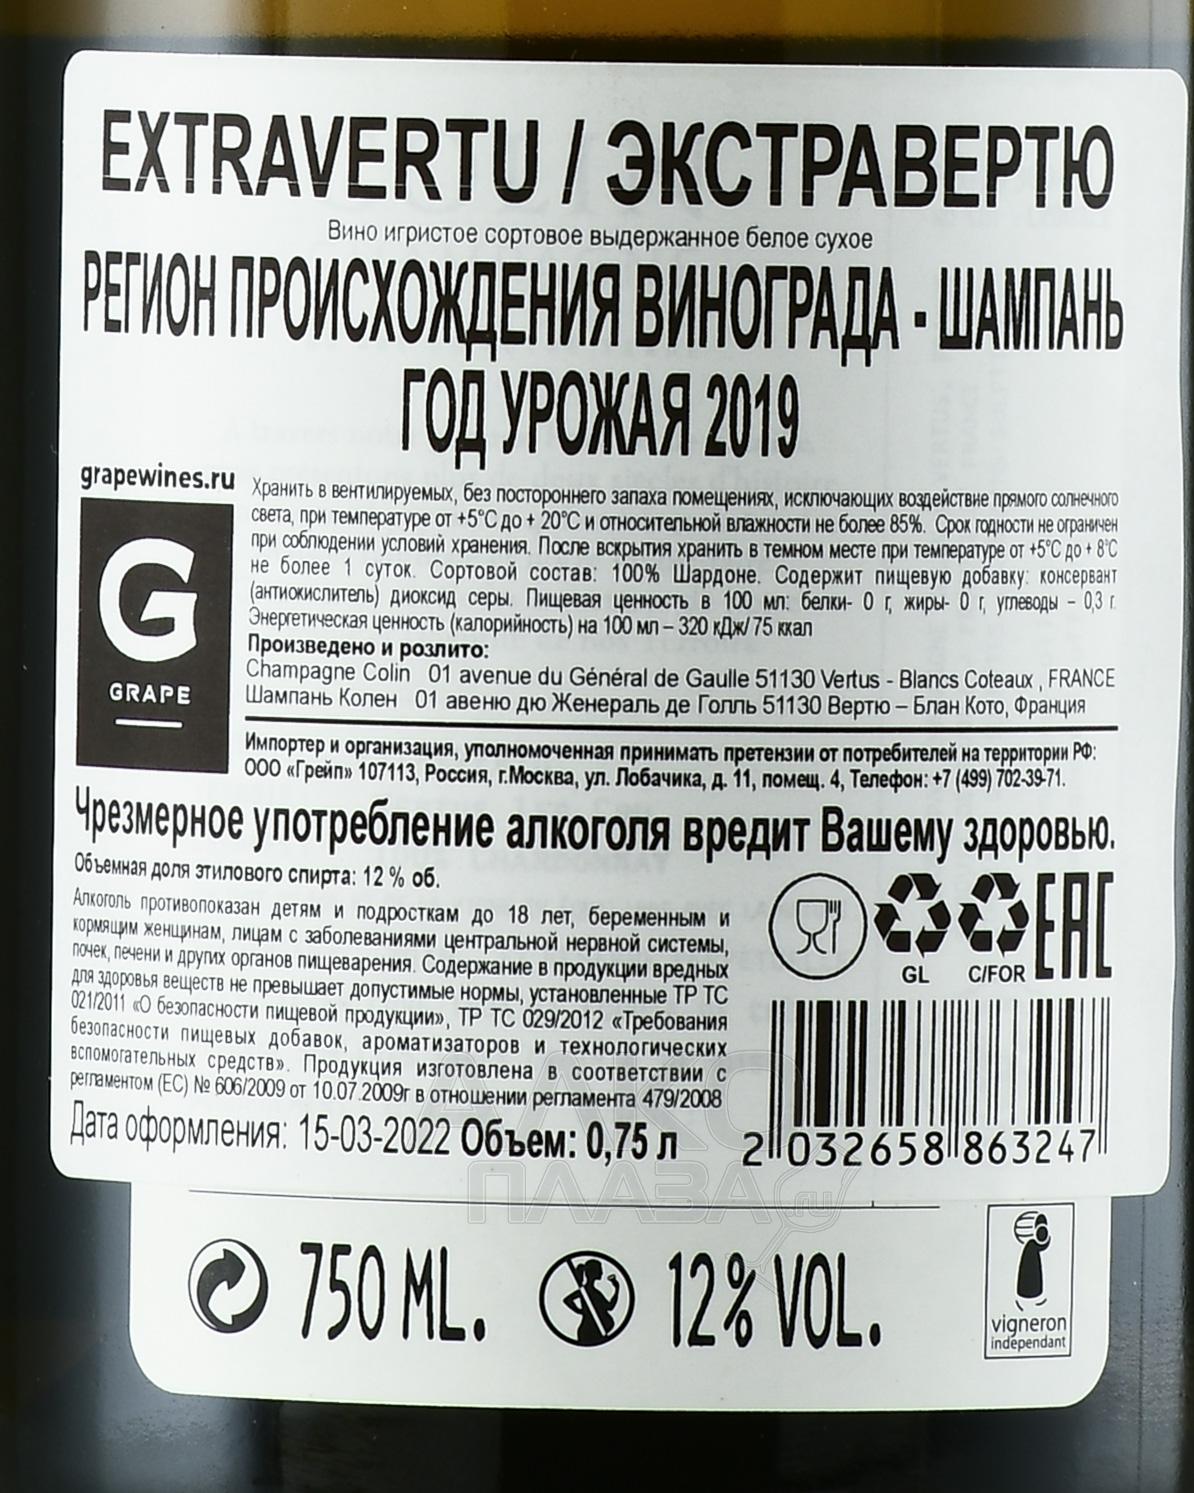 EXTRAVERTU / ЭКСТРАВЕРТЮ
Вино игристое сортовое выдержанное белое сухое
РЕГИОН ПРОИСХОЖДЕНИЯ ВИНОГРАДА - ШАМПАНЬ
ГОД УРОЖАЯ 2019
grapewines.ru
G
GRAPE
Хранить в вентилируемых, без постороннего запаха помещениях, исключающих воздействие прямого солнечного
света, при температуре от +5°С до + 20°С и относительной влажности не более 85%. Срок годности не ограничен
при соблюдении условий хранения. После вскрытия хранить в темном месте при температуре от +5°С до + 8°С
не более 1 суток. Сортовой состав: 100% Шардоне. Содержит пищевую добавку: консервант
(антиокислитель) диоксид серы. Пищевая ценность в 100 мл: белки- 0 г, жиры- 0 г, углеводы – 0,3 г.
Энергетическая ценность (калорийность) на 100 мл – 320 кДж/ 75 ккал
Произведено и розлито:
Champagne Colin 01 avenue du Général de Gaulle 51130 Vertus - Blancs Coteaux , FRANCE
Шампань Колен 01 авеню дю Женераль де Голль 51130 Вертю – Блан Кото, Франция
Импортер и организация, уполномоченная принимать претензии от потребителей на территории РФ:
ООО «Грейп» 107113, Россия, г.Москва, ул. Лобачика, д. 11, помещ. 4, Телефон: +7 (499) 702-39-71.
Чрезмерное употребление алкоголя вредит Вашему здоровью.
Объемная доля этилового спирта: 12 % об.
Алкоголь противопоказан детям и подросткам до 18 лет, беременным и
кормящим женщинам, лицам с заболеваниями центральной нервной системы,
почек, печени и других органов пищеварения. Содержание в продукции вредных
для здоровья веществ не превышает допустимые нормы, установленные ТР ТС
021/2011 «О безопасности пищевой продукции», ТР ТС 029/2012 «Требования
безопасности пищевых добавок, ароматизаторов и технологических
вспомогательных средств». Продукция изготовлена в соответствии с
регламентом (ЕС) № 606/2009 от 10.07.2009г в отношении регламента 479/2008
Дата оформления: 15-03-2022 Объем: 0,75 л
GL
C/FOR
EAC
2 032658 863247
АЛКО
ПЛАЗА.ru
750 ML.
12% VOL.
vigneron
indépendant